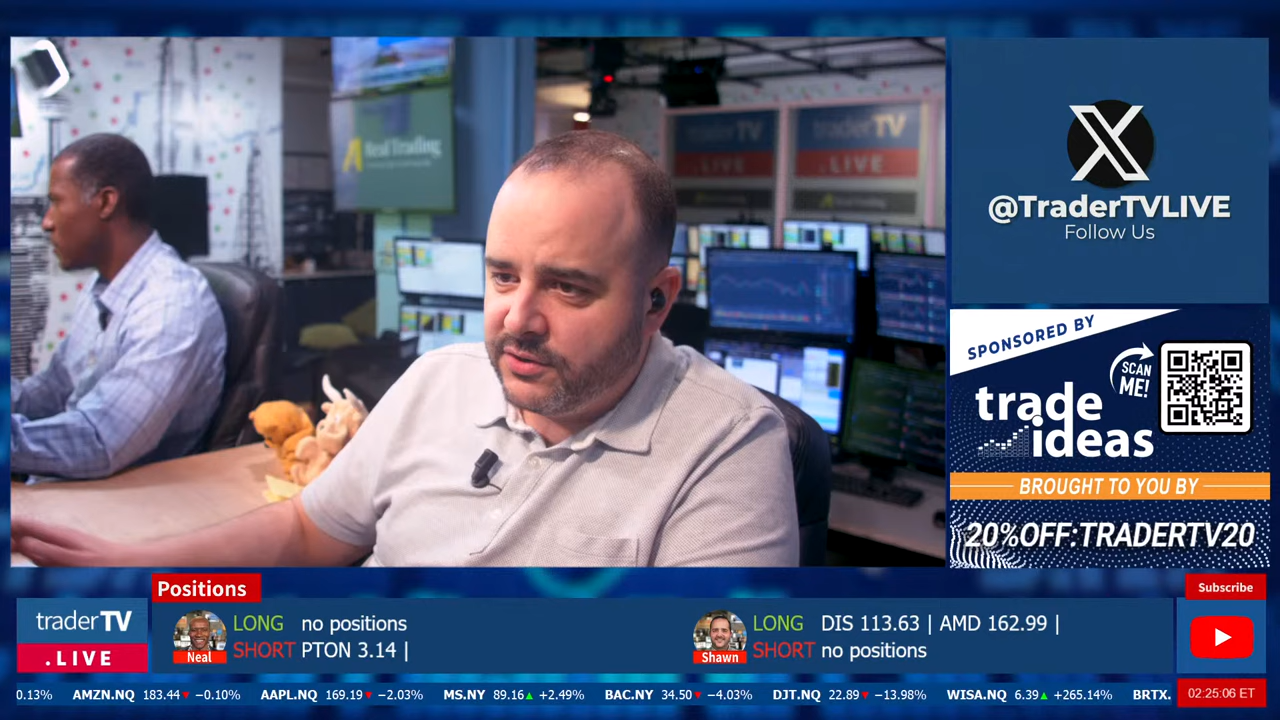 Real Trading
traderTV
.LIVE
traderTV
.LIVE
@TraderTVLIVE
Follow Us
SPONSORED BY
SCAN
ME!
trade
ideas
BROUGHT TO YOU BY
20%OFF:TRADERTV20
Positions
Subscribe
traderTV
.LIVE
Neal
LONG no positions
SHORT PTON 3.14 |
Shawn
LONG DIS 113.63 | AMD 162.99 |
SHORT no positions
0.13% AMZN.NQ 183.44▼ −0.10% AAPL.NQ 169.19▼ −2.03% MS.NY 89.16▲ +2.49% BAC.NY 34.50▼ −4.03% DJT.NQ 22.89▼ −13.98% WISA.NQ 6.39▲ +265.14% BRTX.
02:25:06 ET